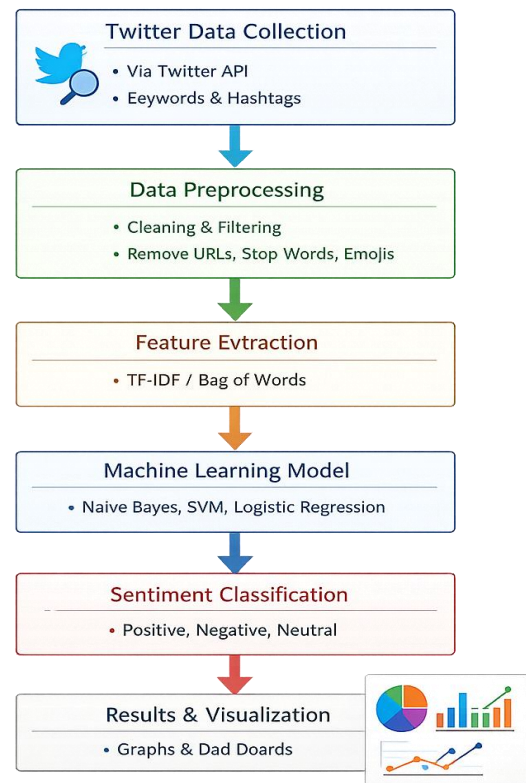 Twitter Data Collection
• Via Twitter API
• Eeywords & Hashtags
Data Preprocessing
• Cleaning & Filtering
• Remove URLs, Stop Words, Emojis
Feature Evtraction
• TF-IDF / Bag of Words
Machine Learning Model
• Naive Bayes, SVM, Logistic Regression
Sentiment Classification
• Positive, Negative, Neutral
Results & Visualization
• Graphs & Dad Doards